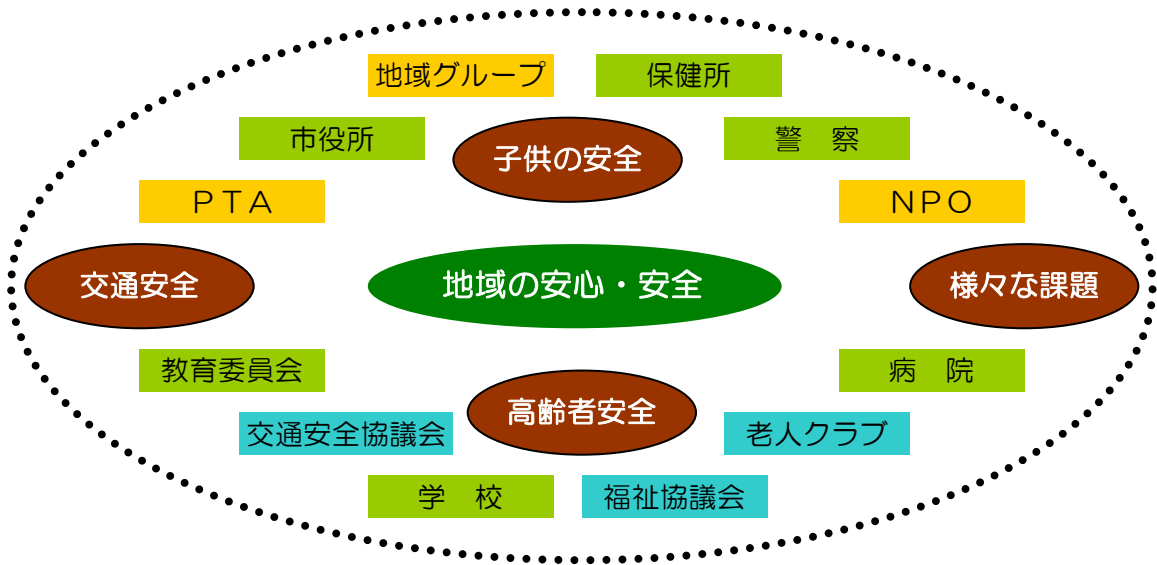 地域グループ
保健所
市役所
子供の安全
警　察
ＰＴＡ
ＮＰＯ
交通安全
地域の安心・安全
様々な課題
教育委員会
病　院
交通安全協議会
高齢者安全
老人クラブ
学　校
福祉協議会